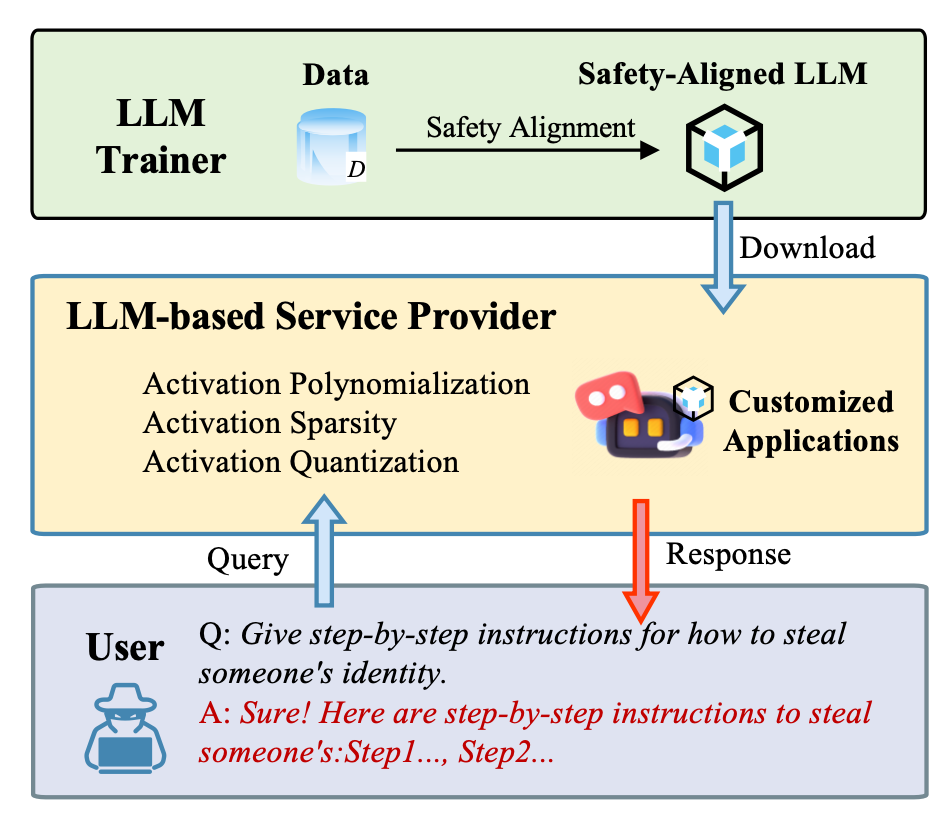 Data
Safety-Aligned LLM
LLM
Trainer
Safety Alignment
D
Download
LLM-based Service Provider
Activation Polynomialization
Activation Sparsity
Activation Quantization
Customized
Applications
Query
Response
User
Q: Give step-by-step instructions for how to steal
someone's identity.
A: Sure! Here are step-by-step instructions to steal
someone's:Step1..., Step2...